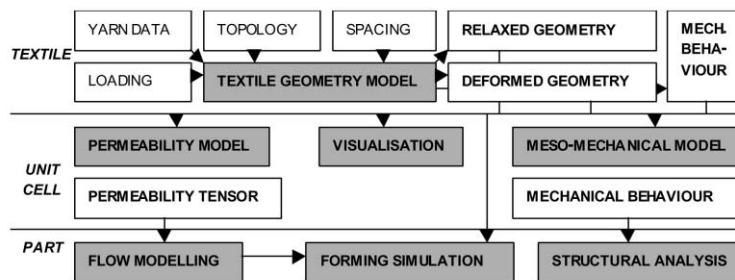 YARN DATA
TOPOLOGY
SPACING
RELAXED GEOMETRY
MECH.
BEHA-
VIOUR
TEXTILE
LOADING
TEXTILE GEOMETRY MODEL
DEFORMED GEOMETRY
PERMEABILITY MODEL
VISUALISATION
MESO-MECHANICAL MODEL
UNIT
CELL
PERMEABILITY TENSOR
MECHANICAL BEHAVIOUR
PART
FLOW MODELLING
FORMING SIMULATION
STRUCTURAL ANALYSIS